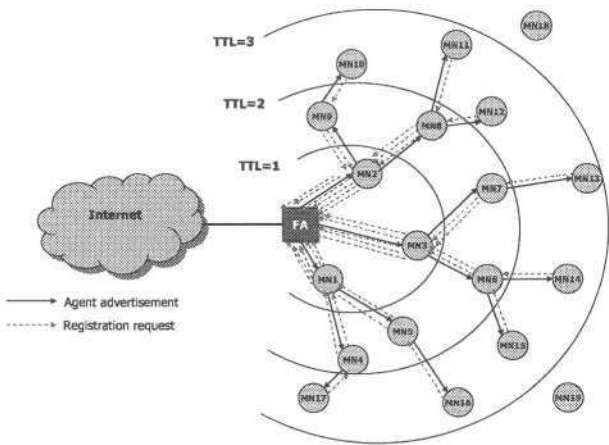 MN18
TTL=3
MN11
MN10
TTL=2
MN9
MN8
MN12
TTL=1
MN2
MN7
MN13
Internet
FA
MN3
MN1
MN6
MN14
Agent advertisement
Registration request
MN5
MN15
MN4
MN17
MN16
MN19